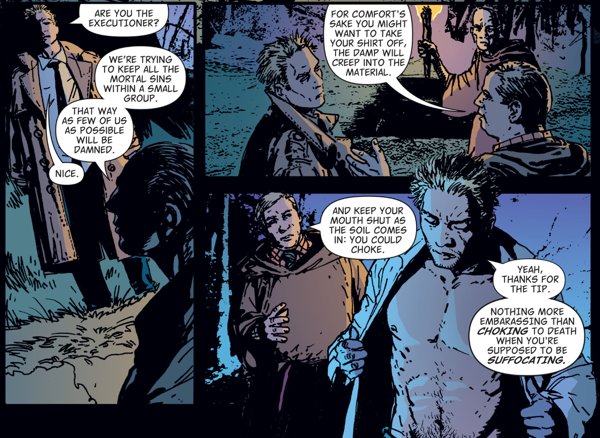 ARE YOU THE
EXECUTIONER?
WE'RE TRYING
TO KEEP ALL THE
MORTAL SINS
WITHIN A SMALL
GROUP.
THAT WAY
AS FEW OF US
AS POSSIBLE
WILL BE
DAMNED.
NICE.
FOR COMFORT'S
SAKE YOU MIGHT
WANT TO TAKE
YOUR SHIRT OFF,
THE DAMP WILL
CREEP INTO THE
MATERIAL.
AND KEEP YOUR
MOUTH SHUT AS
THE SOIL COMES
IN: YOU COULD
CHOKE.
YEAH,
THANKS FOR
THE TIP.
NOTHING MORE
EMBARASSING THAN
CHOKING TO DEATH
WHEN YOU'RE
SUPPOSED TO BE
SUFFOCATING.